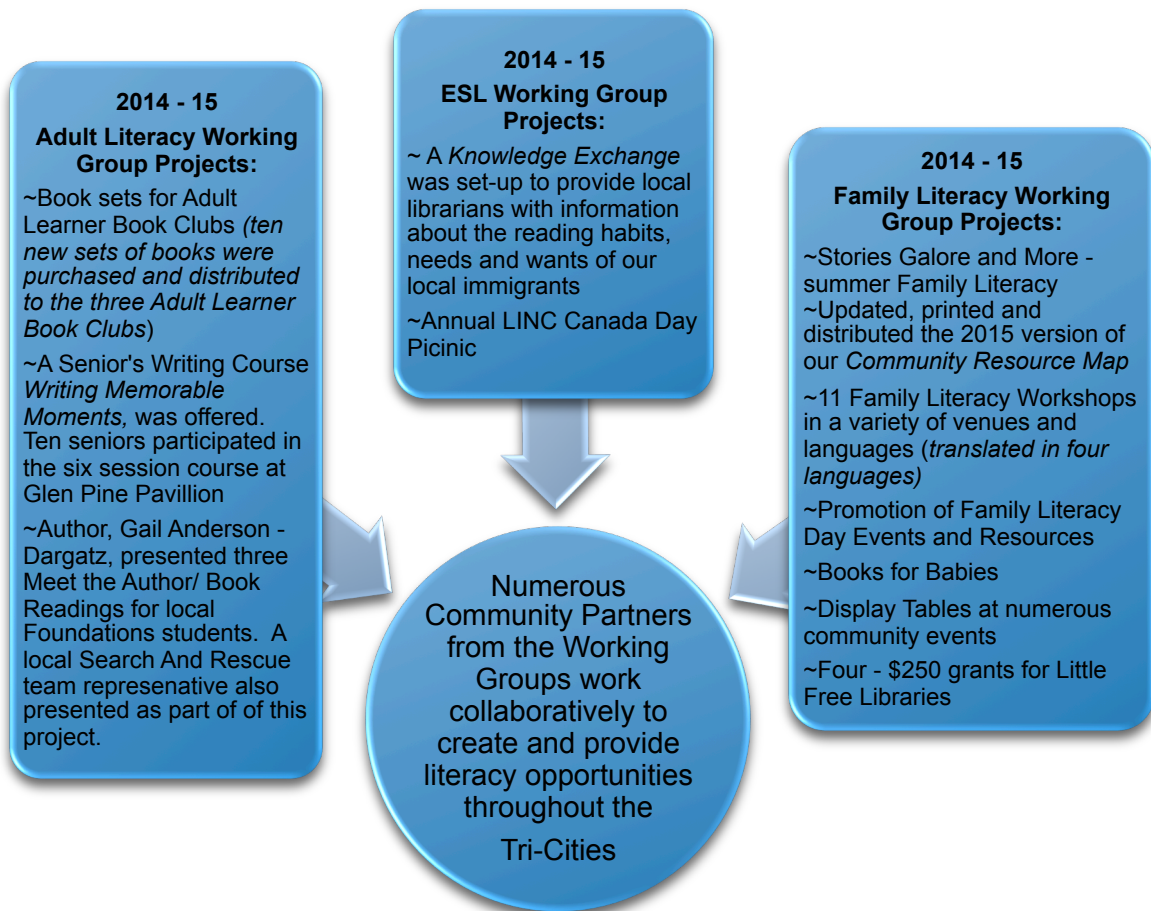 2014 - 15
Adult Literacy Working
Group Projects:
~Book sets for Adult
Learner Book Clubs (ten
new sets of books were
purchased and distributed
to the three Adult Learner
Book Clubs)
~A Senior's Writing Course
Writing Memorable
Moments, was offered.
Ten seniors participated in
the six session course at
Glen Pine Pavillion
~Author, Gail Anderson -
Dargatz, presented three
Meet the Author/ Book
Readings for local
Foundations students.  A
local Search And Rescue
team represenative also
presented as part of of this
project.
2014 - 15
ESL Working Group
Projects:
~ A Knowledge Exchange
was set-up to provide local
librarians with information
about the reading habits,
needs and wants of our
local immigrants
~Annual LINC Canada Day
Picinic
2014 - 15
Family Literacy Working
Group Projects:
~Stories Galore and More -
summer Family Literacy
~Updated, printed and
distributed the 2015 version of
our Community Resource Map
~11 Family Literacy Workshops
in a variety of venues and
languages (translated in four
languages)
~Promotion of Family Literacy
Day Events and Resources
~Books for Babies
~Display Tables at numerous
community events
~Four - $250 grants for Little
Free Libraries
Numerous
Community Partners
from the Working
Groups work
collaboratively to
create and provide
literacy opportunities
throughout the
Tri-Cities